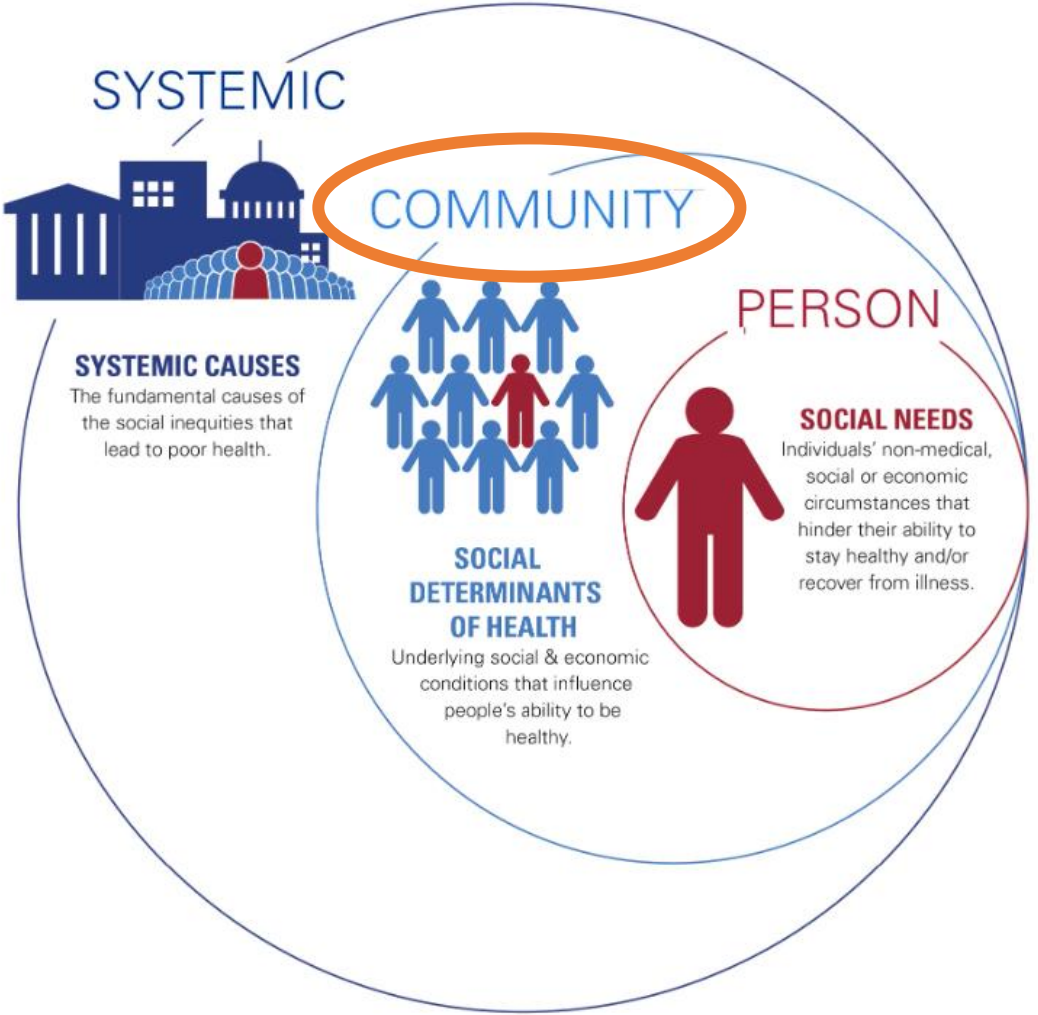 SYSTEMIC
SYSTEMIC CAUSES
The fundamental causes of
the social inequities that
lead to poor health.
COMMUNITY
SOCIAL
DETERMINANTS
OF HEALTH
Underlying social & economic
conditions that influence
people's ability to be
healthy.
PERSON
SOCIAL NEEDS
Individuals' non-medical,
social or economic
circumstances that
hinder their ability to
stay healthy and/or
recover from illness.